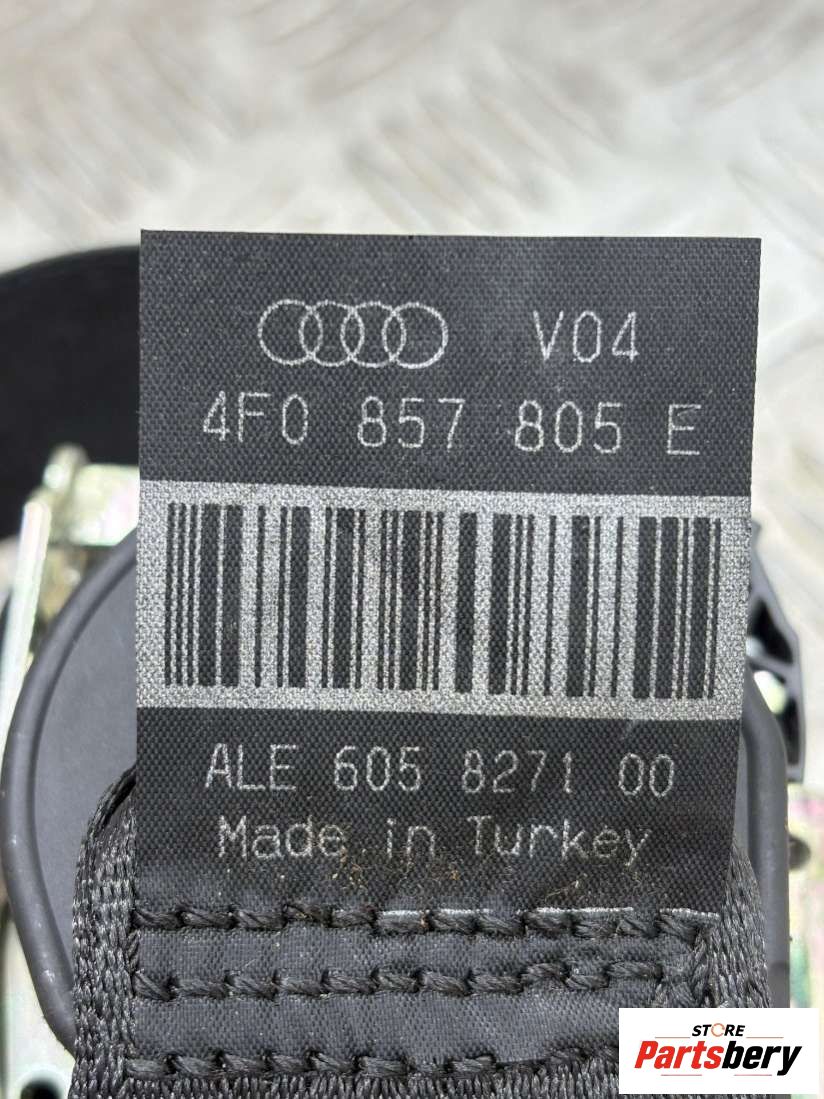 V04
4F0 857 805 E
ALE 605 8271 00
Made in Turkey
STORE
Partsbery